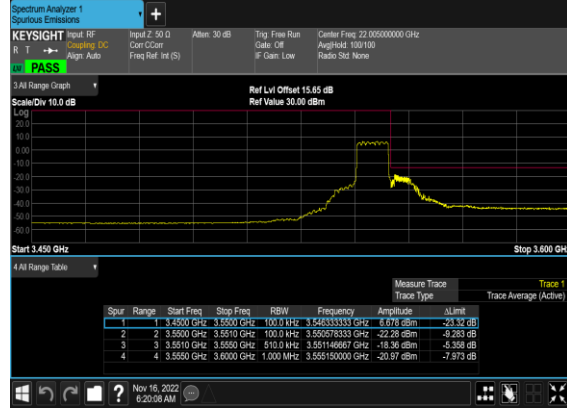 Spectrum Analyzer 1
Spurious Emissions
KEYSIGHT Input: RF Input Z: 50 Ω Atten: 30 dB Trig: Free Run Center Freq: 22.005000000 GHz
R T Coupling: DC Corr CCorr Gate: Off Avg|Hold: 100/100
Align: Auto Freq Ref: Int (S) IF Gain: Low Radio Std: None
PASS
3 All Range Graph
Ref Lvl Offset 15.65 dB
Scale/Div 10.0 dB Ref Value 30.00 dBm
Log
20.0
10.0
0.00
-10.0
-20.0
-30.0
-40.0
-50.0
-60.0
Start 3.450 GHz Stop 3.600 GHz
4 All Range Table
Measure Trace Trace 1
Trace Type Trace Average (Active)
Spur Range Start Freq Stop Freq RBW Frequency Amplitude ΔLimit
1 1 3.4500 GHz 3.5500 GHz 100.0 kHz 3.546333333 GHz 6.678 dBm -23.32 dB
2 2 3.5500 GHz 3.5510 GHz 100.0 kHz 3.550578333 GHz -22.28 dBm -9.283 dB
3 3 3.5510 GHz 3.5550 GHz 510.0 kHz 3.551146667 GHz -18.36 dBm -5.358 dB
4 4 3.5550 GHz 3.6000 GHz 1.000 MHz 3.555150000 GHz -20.97 dBm -7.973 dB
Nov 16, 2022
6:20:08 AM